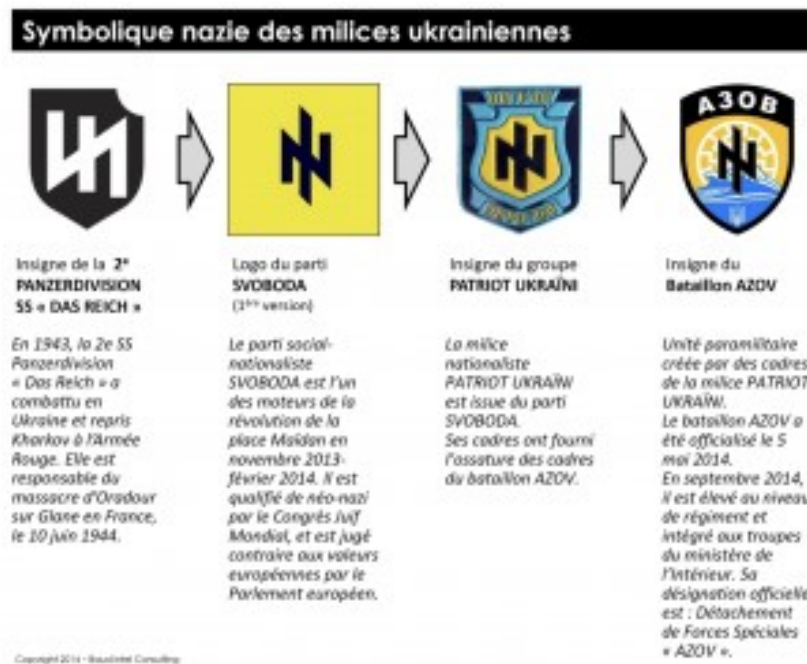 Symbolique nazie des milices ukrainiennes
АЗОВ
Insigne de la 2e
PANZERDIVISION
SS « DAS REICH »
En 1943, la 2e SS
Panzerdivision
« Das Reich » a
combattu en
Ukraine et repris
Kharkov à l'Armée
Rouge. Elle est
responsable du
massacre d'Oradour
sur Glane en France,
le 10 juin 1944.
Logo du parti
SVOBODA
(1ère version)
Le parti social-
nationaliste
SVOBODA est l'un
des moteurs de la
révolution de la
place Maïdan en
novembre 2013-
février 2014. Il est
qualifié de néo-nazi
par le Congrès Juif
Mondial, et est jugé
contraire aux valeurs
européennes par le
Parlement européen.
Insigne du groupe
PATRIOT UKRAÏNI
La milice
nationaliste
PATRIOT UKRAÏNI
est issue du parti
SVOBODA.
Ses cadres ont fourni
l'ossature des cadres
du bataillon AZOV.
Insigne du
Bataillon AZOV
Unité paramilitaire
créée par des cadres
de la milice PATRIOT
UKRAÏNI.
Le bataillon AZOV a
été officialisé le 5
mai 2014.
En septembre 2014,
il est élevé au niveau
de régiment et
intégré aux troupes
du ministère de
l'Intérieur. Sa
désignation officielle
est : Détachement
de Forces Spéciales
« AZOV ».
Consulting